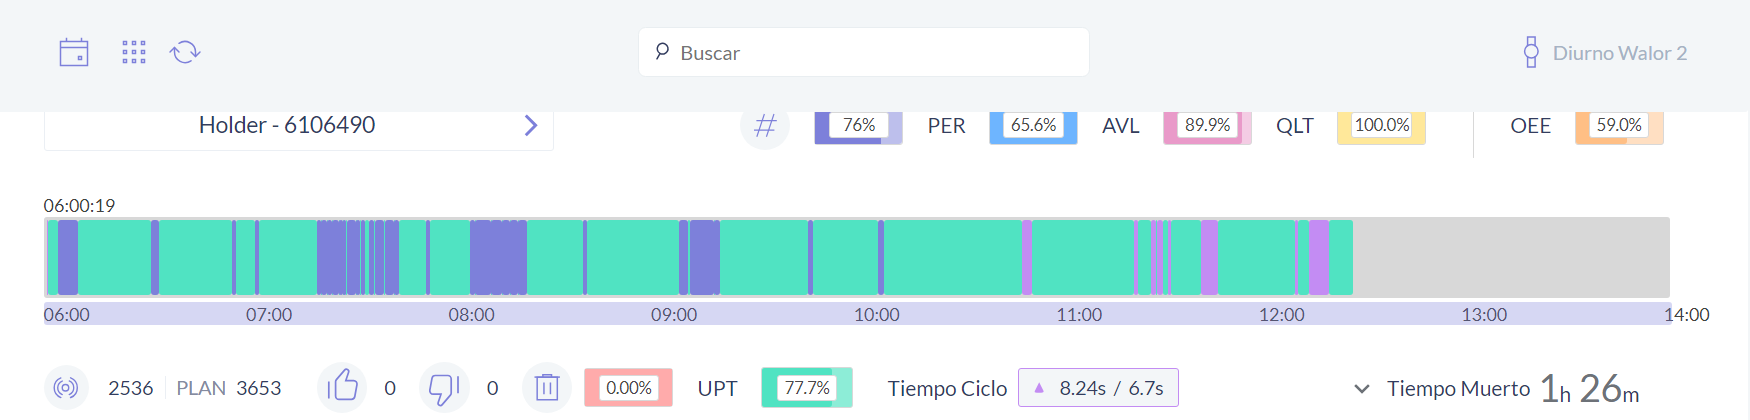 Buscar
Diurno Walor 2
Holder - 6106490
# 76% PER 65.6% AVL 89.9% QLT 100.0% OEE 59.0%
06:00:19
06:00 07:00 08:00 09:00 10:00 11:00 12:00 13:00 14:00
2536 PLAN 3653 0 0 0.00% UPT 77.7% Tiempo Ciclo ▲ 8.24s / 6.7s Tiempo Muerto 1h 26m